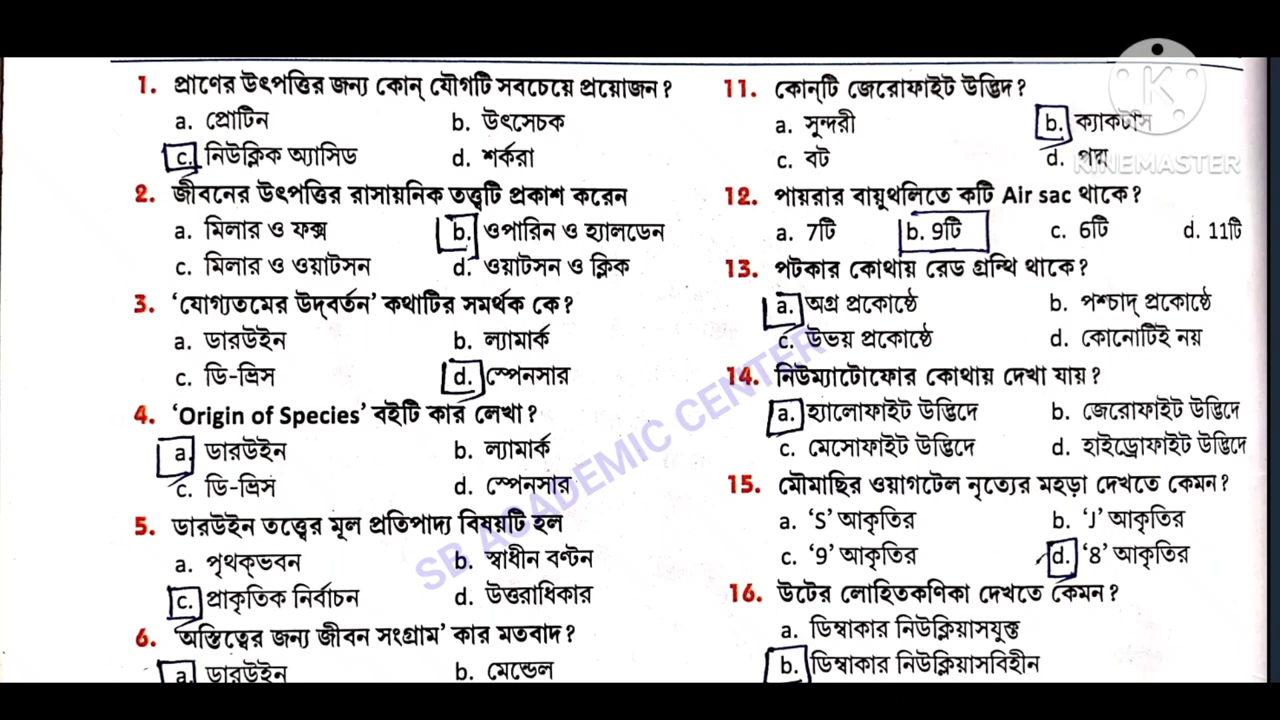 1. প্রাণের উৎপত্তির জন্য কোন্ যৌগটি সবচেয়ে প্রয়োজন?
a. প্রোটিন b. উৎসেচক
c. নিউক্লিক অ্যাসিড d. শর্করা
2. জীবনের উৎপত্তির রাসায়নিক তত্ত্বটি প্রকাশ করেন
a. মিলার ও ফক্স b. ওপারিন ও হ্যালডেন
c. মিলার ও ওয়াটসন d. ওয়াটসন ও ক্লিক
3. ‘যোগ্যতমের উদ্‌বর্তন’ কথাটির সমর্থক কে?
a. ডারউইন b. ল্যামার্ক
c. ডি-ভ্রিস d. স্পেনসার
4. ‘Origin of Species’ বইটি কার লেখা?
a. ডারউইন b. ল্যামার্ক
c. ডি-ভ্রিস d. স্পেনসার
5. ডারউইন তত্ত্বের মূল প্রতিপাদ্য বিষয়টি হল
a. পৃথক্‌ভবন b. স্বাধীন বণ্টন
c. প্রাকৃতিক নির্বাচন d. উত্তরাধিকার
6. ‘অস্তিত্বের জন্য জীবন সংগ্রাম’ কার মতবাদ?
a. ডারউইন b. মেন্ডেল
11. কোন্‌টি জেরোফাইট উদ্ভিদ?
a. সুন্দরী b. ক্যাকটাস
c. বট d. পদ্ম
12. পায়রার বায়ুথলিতে কটি Air sac থাকে?
a. 7টি b. 9টি c. 6টি d. 11টি
13. পটকার কোথায় রেড গ্রন্থি থাকে?
a. অগ্র প্রকোষ্ঠে b. পশ্চাদ্ প্রকোষ্ঠে
c. উভয় প্রকোষ্ঠে d. কোনোটিই নয়
14. নিউম্যাটোফোর কোথায় দেখা যায়?
a. হ্যালোফাইট উদ্ভিদে b. জেরোফাইট উদ্ভিদে
c. মেসোফাইট উদ্ভিদে d. হাইড্রোফাইট উদ্ভিদে
15. মৌমাছির ওয়াগটেল নৃত্যের মহড়া দেখতে কেমন?
a. ‘S’ আকৃতির b. ‘J’ আকৃতির
c. ‘9’ আকৃতির d. ‘8’ আকৃতির
16. উটের লোহিতকণিকা দেখতে কেমন?
a. ডিম্বাকার নিউক্লিয়াসযুক্ত
b. ডিম্বাকার নিউক্লিয়াসবিহীন
SB ACADEMIC CENTER
K
KINEMASTER